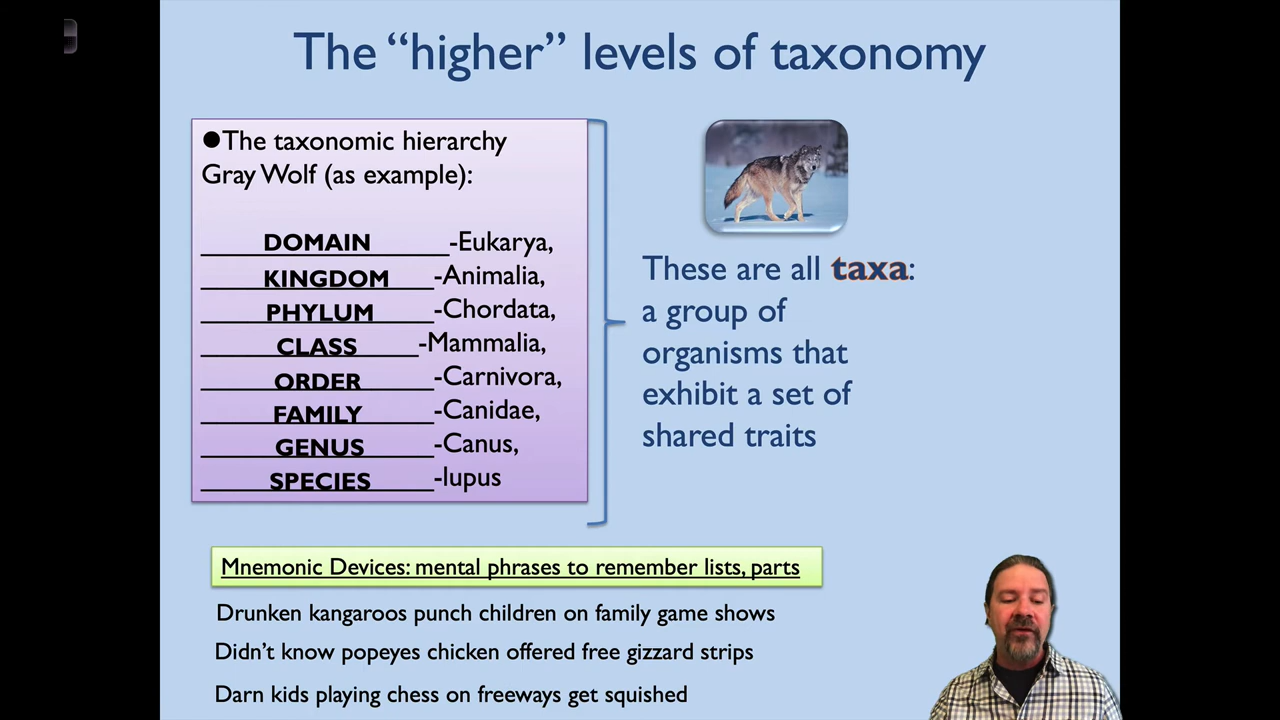 The “higher” levels of taxonomy
●The taxonomic hierarchy
Gray Wolf (as example):
DOMAIN -Eukarya,
KINGDOM -Animalia,
PHYLUM -Chordata,
CLASS -Mammalia,
ORDER -Carnivora,
FAMILY -Canidae,
GENUS -Canus,
SPECIES -lupus
These are all taxa:
a group of
organisms that
exhibit a set of
shared traits
Mnemonic Devices: mental phrases to remember lists, parts
Drunken kangaroos punch children on family game shows
Didn’t know popeyes chicken offered free gizzard strips
Darn kids playing chess on freeways get squished